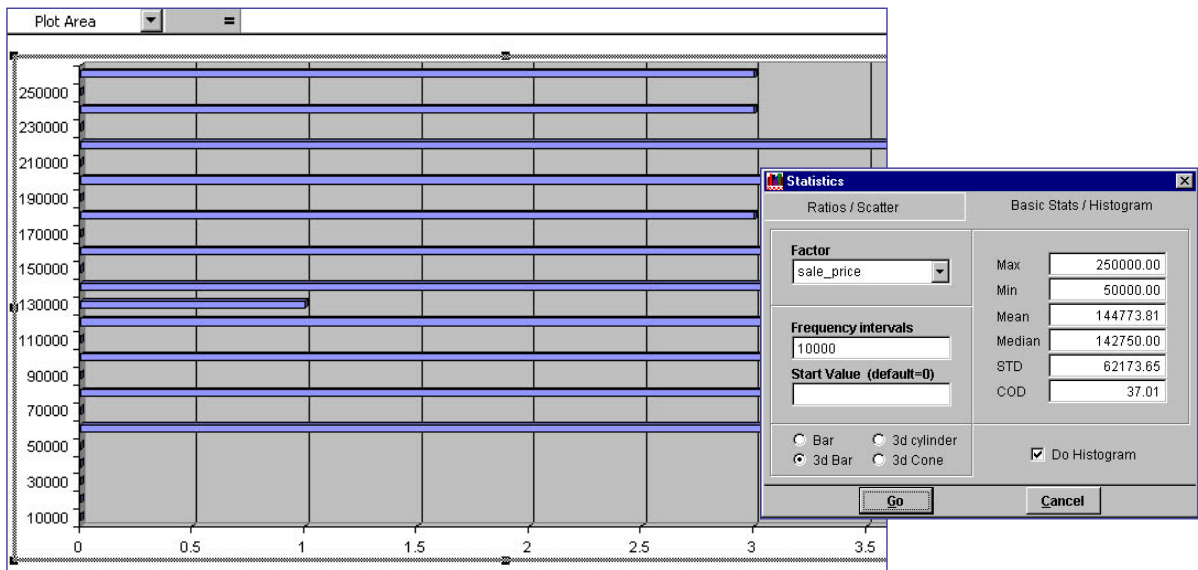 Plot Area =
250000
230000
210000
190000
170000
150000
130000
110000
90000
70000
50000
30000
10000
0 0.5 1 1.5 2 2.5 3 3.5
Statistics
Ratios / Scatter Basic Stats / Histogram
Factor
sale_price
Frequency intervals
10000
Start Value (default=0)
Bar 3d cylinder
3d Bar 3d Cone
Max 250000.00
Min 50000.00
Mean 144773.81
Median 142750.00
STD 62173.65
COD 37.01
Do Histogram
Go Cancel